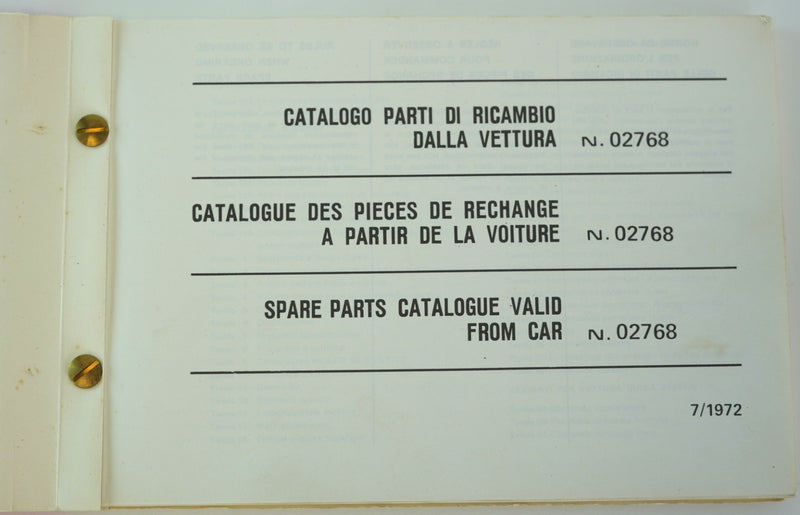 CATALOGO PARTI DI RICAMBIO
DALLA VETTURA N. 02768
CATALOGUE DES PIECES DE RECHANGE
A PARTIR DE LA VOITURE N. 02768
SPARE PARTS CATALOGUE VALID
FROM CAR N. 02768
7/1972